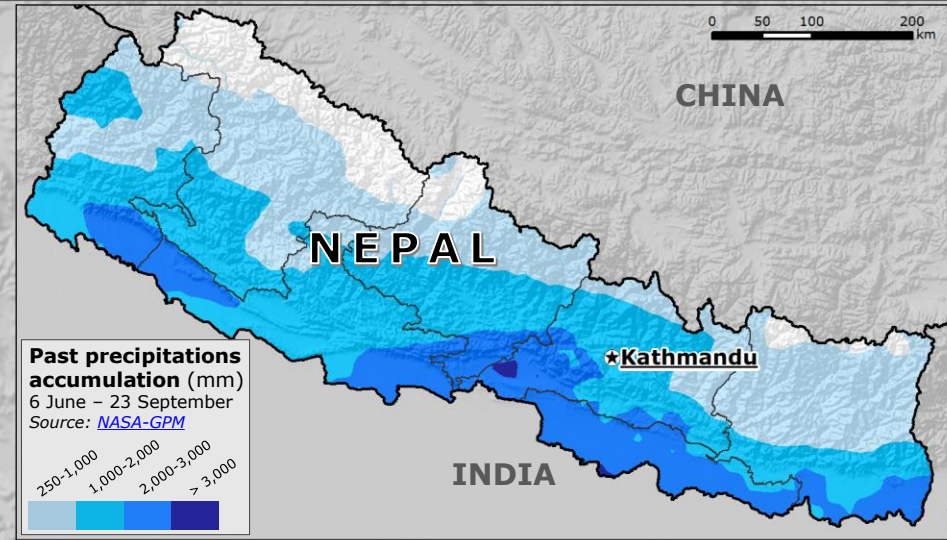 0 50 100 200
km
CHINA
NEPAL
Kathmandu
INDIA
Past precipitations
accumulation (mm)
6 June – 23 September
Source: NASA-GPM
250-1,000
1,000-2,000
2,000-3,000
> 3,000